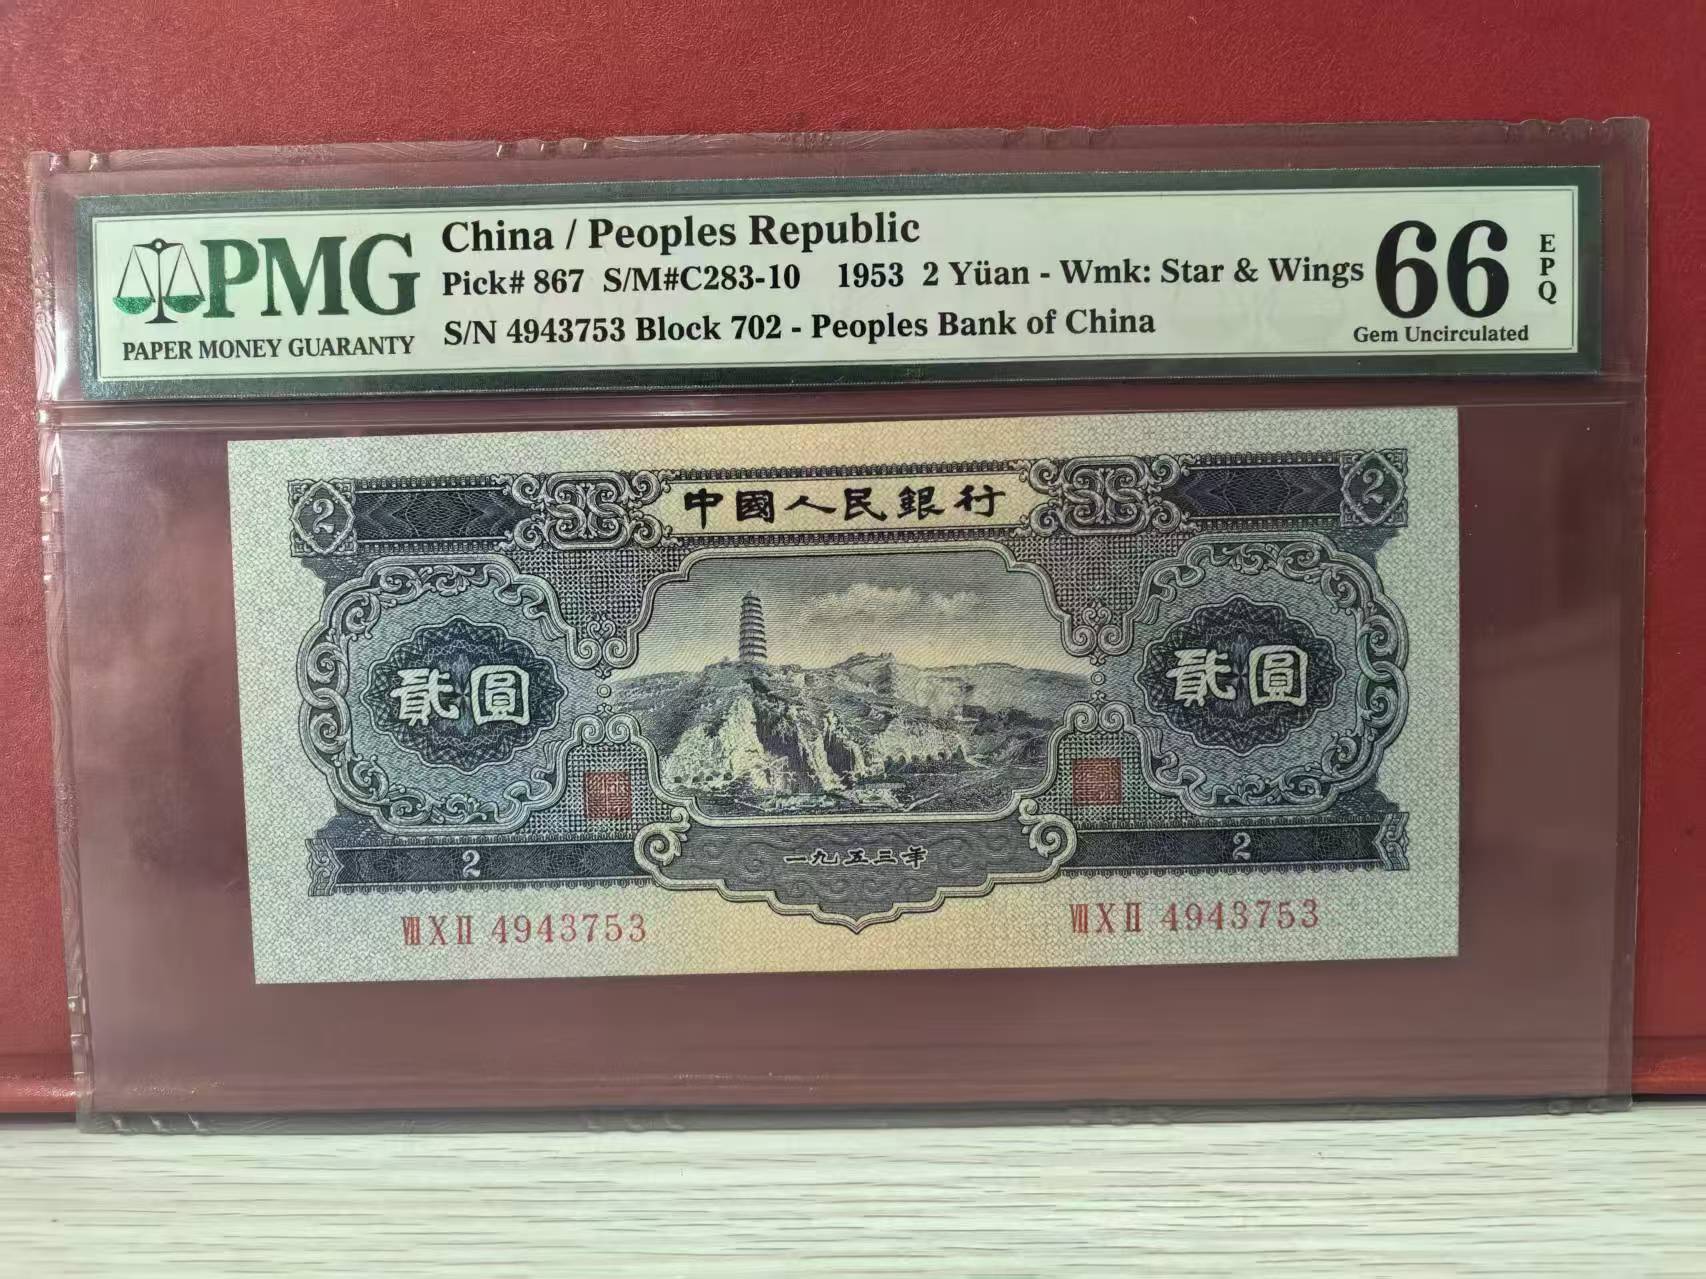 PMG
PAPER MONEY GUARANTY
China / Peoples Republic
Pick# 867 S/M#C283-10 1953 2 Yüan - Wmk: Star & Wings
S/N 4943753 Block 702 - Peoples Bank of China
66
EPQ
Gem Uncirculated
2 中國人民銀行 2
貳圓 貳圓
一九五三年
2 2
ⅧⅩⅡ 4943753 ⅧⅩⅡ 4943753